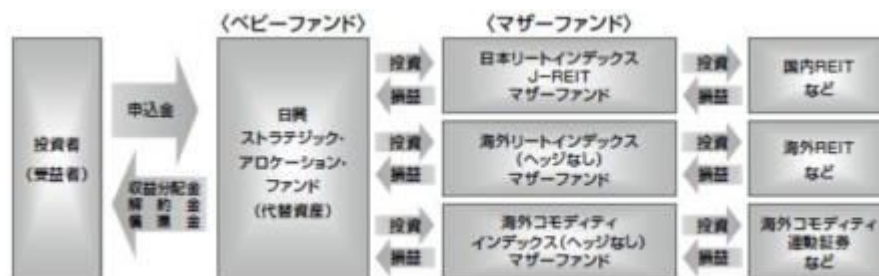 〈ベビーファンド〉
〈マザーファンド〉
投資者
(受益者)
申込金
収益分配金
解約金
償還金
日興
ストラテジック・
アロケーション・
ファンド
(代替資産)
投資
損益
日本リートインデックス
J-REIT
マザーファンド
投資
損益
国内REIT
など
投資
損益
海外リートインデックス
(ヘッジなし)
マザーファンド
投資
損益
海外REIT
など
投資
損益
海外コモディティ
インデックス(ヘッジなし)
マザーファンド
投資
損益
海外コモディティ
連動証券
など